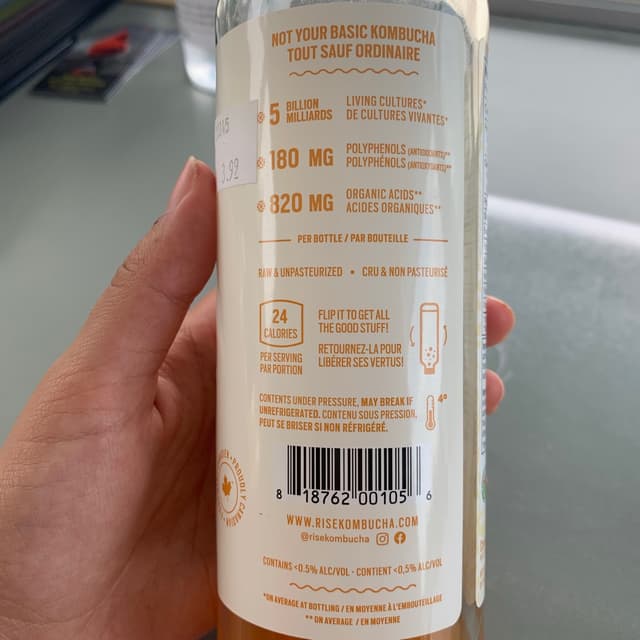 NOT YOUR BASIC KOMBUCHA
TOUT SAUF ORDINAIRE
5 BILLION MILLIARDS
LIVING CULTURES*
DE CULTURES VIVANTES*
180 MG
POLYPHENOLS (ANTIOXIDANTS)**
POLYPHÉNOLS (ANTIOXYDANTS)**
820 MG
ORGANIC ACIDS**
ACIDES ORGANIQUES**
PER BOTTLE / PAR BOUTEILLE
RAW & UNPASTEURIZED • CRU & NON PASTEURISÉ
24
CALORIES
PER SERVING
PAR PORTION
FLIP IT TO GET ALL
THE GOOD STUFF!
RETOURNEZ-LA POUR
LIBÉRER SES VERTUS!
CONTENTS UNDER PRESSURE, MAY BREAK IF
UNREFRIGERATED. CONTENU SOUS PRESSION,
PEUT SE BRISER SI NON RÉFRIGÉRÉ.
4°
8 18762 00105 6
WWW.RISEKOMBUCHA.COM
@risekombucha
CONTAINS <0.5% ALC/VOL - CONTIENT <0,5% ALC/VOL
*ON AVERAGE AT BOTTLING / EN MOYENNE À L'EMBOUTEILLAGE
** ON AVERAGE / EN MOYENNE
PROUDLY CANADIAN
3.92